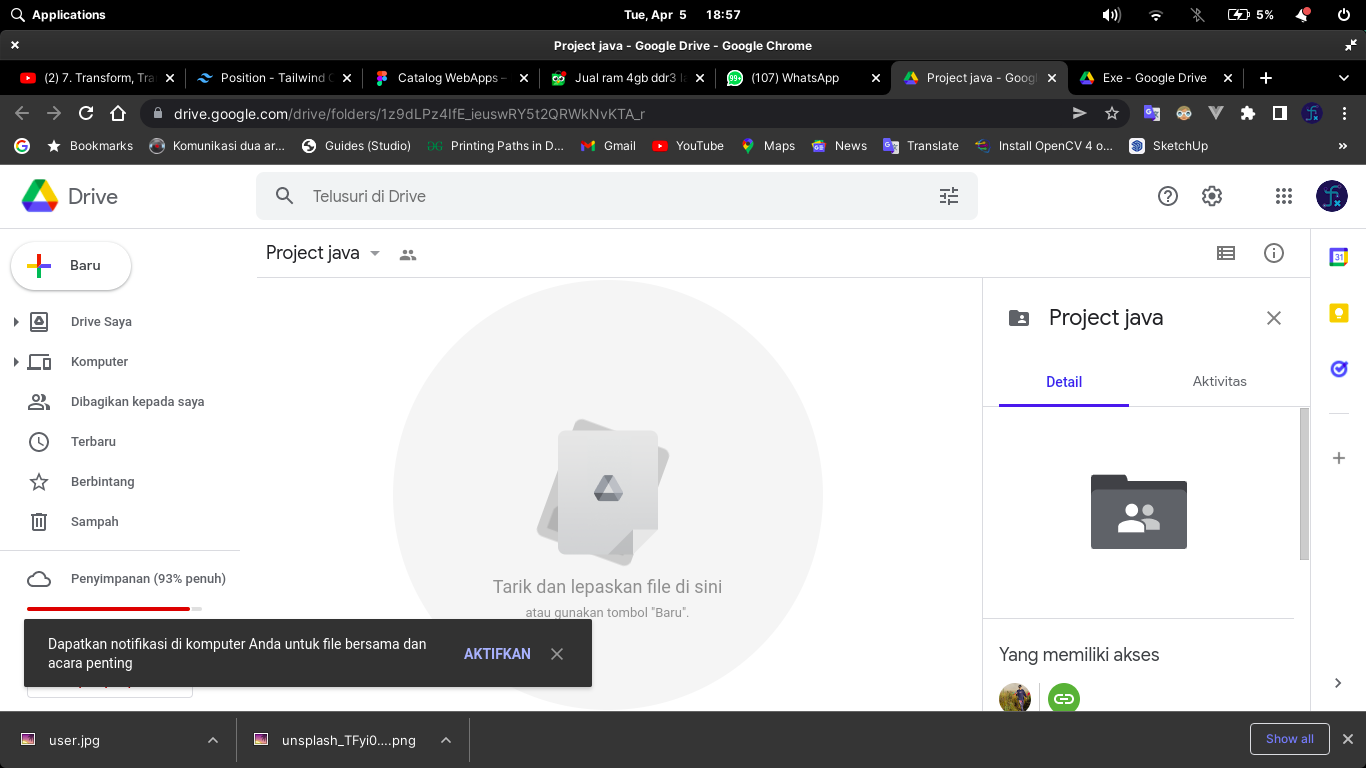 Applications
Tue, Apr 5 18:57
5%
Project java - Google Drive - Google Chrome
(2) 7. Transform, Tra
Position - Tailwind C
Catalog WebApps –
Jual ram 4gb ddr3 la
99+
(107) WhatsApp
Project java - Googl
Exe - Google Drive
drive.google.com/drive/folders/1z9dLPz4lfE_ieuswRY5t2QRWkNvKTA_r
Bookmarks
Komunikasi dua ar...
Guides (Studio)
Printing Paths in D...
Gmail
YouTube
Maps
News
Translate
Install OpenCV 4 o...
SketchUp
Drive
Telusuri di Drive
Baru
Project java
Drive Saya
Komputer
Dibagikan kepada saya
Terbaru
Berbintang
Sampah
Penyimpanan (93% penuh)
Tarik dan lepaskan file di sini
atau gunakan tombol "Baru".
Project java
Detail
Aktivitas
Yang memiliki akses
31
Dapatkan notifikasi di komputer Anda untuk file bersama dan
acara penting
AKTIFKAN
user.jpg
unsplash_TFyi0....png
Show all